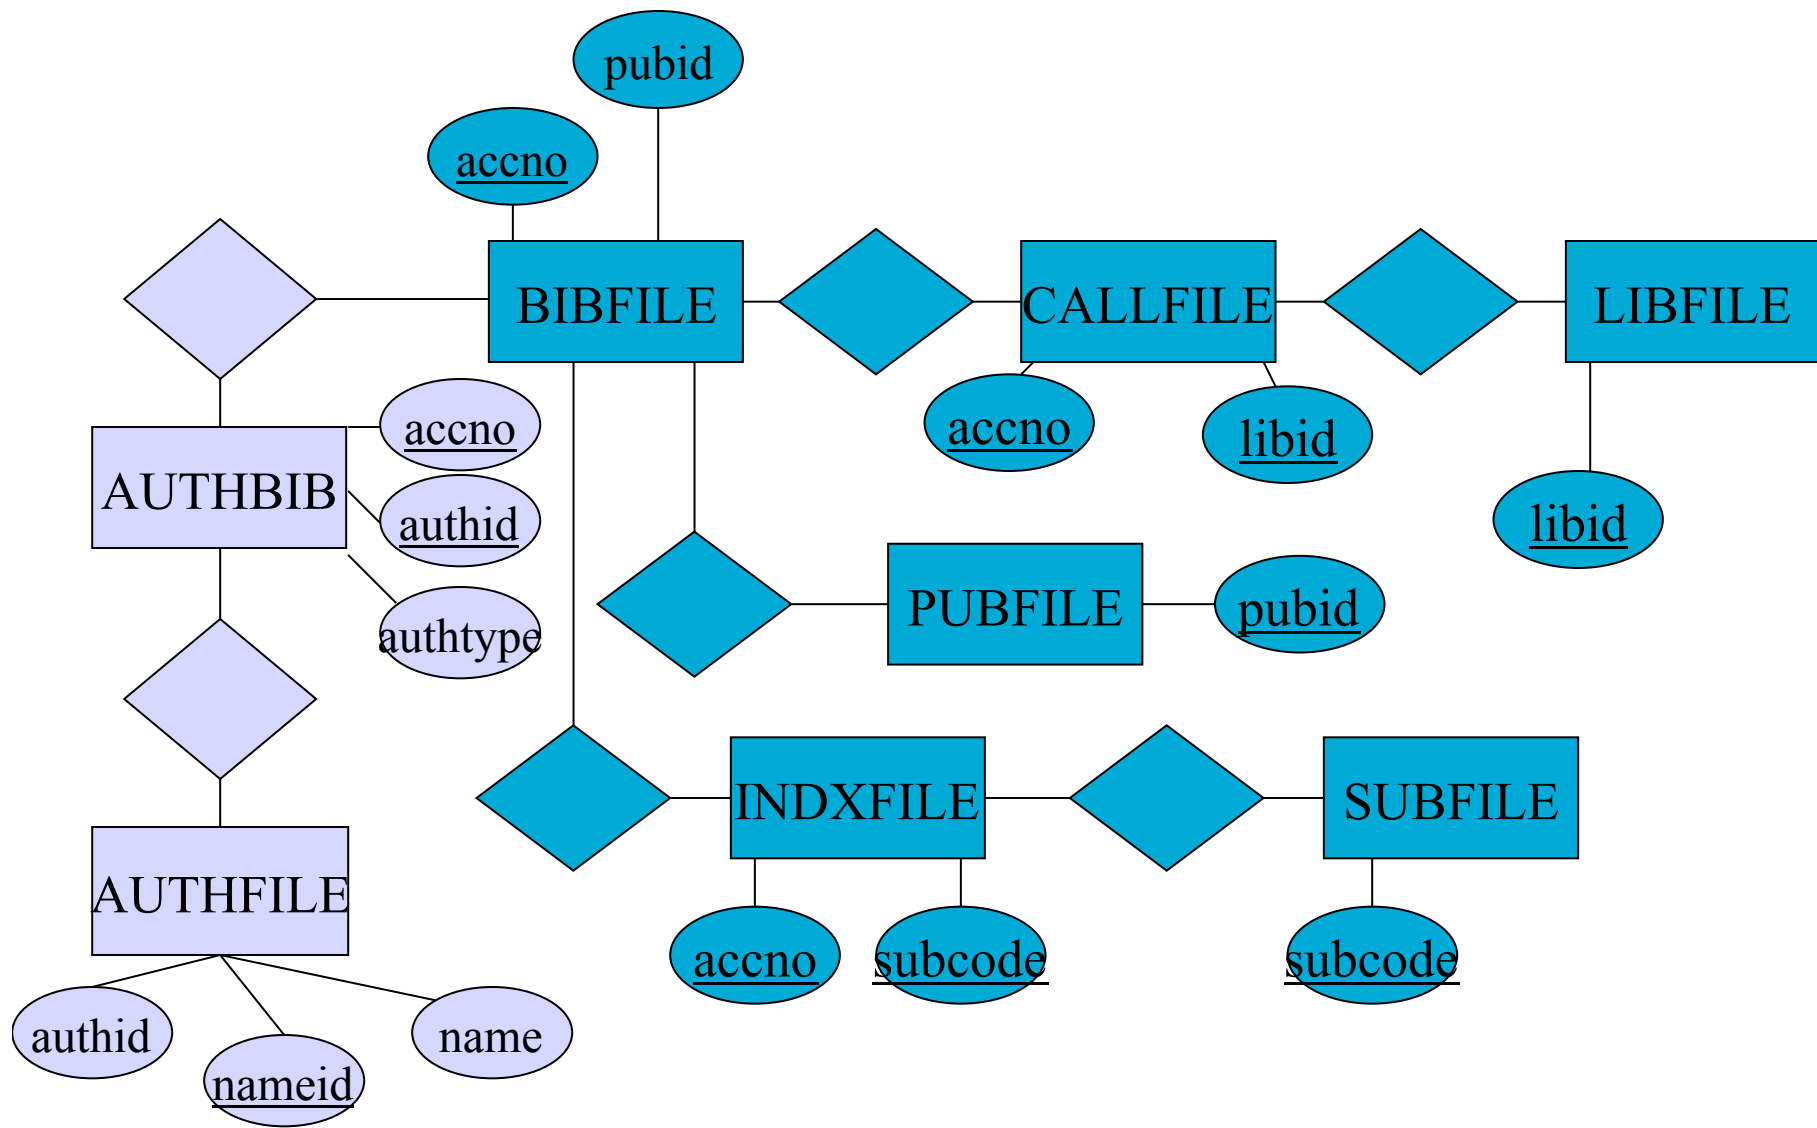 pubid
accno
BIBFILE
CALLFILE
LIBFILE
accno
accno
libid
AUTHBIB
authid
libid
authtype
PUBFILE
pubid
INDXFILE
SUBFILE
AUTHFILE
accno
subcode
subcode
authid
name
nameid